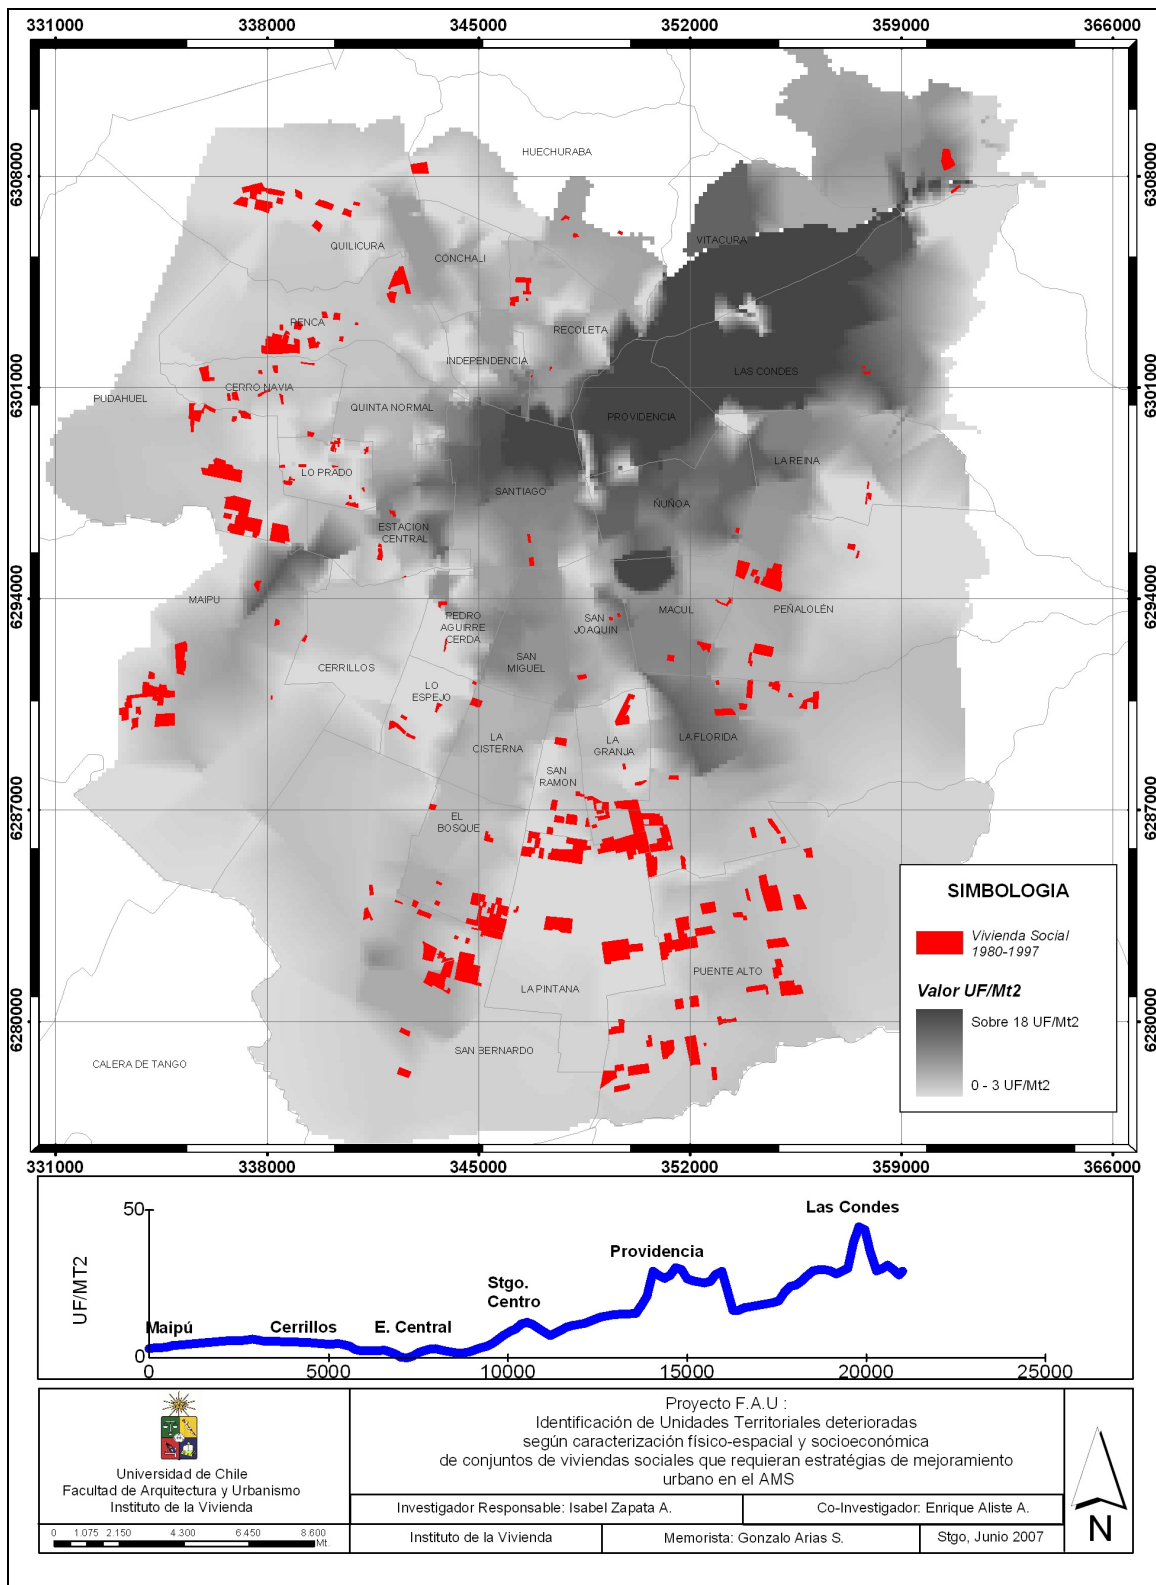 331000 338000 345000 352000 359000 366000
6308000
6301000
6294000
6287000
6280000
6308000
6301000
6294000
6287000
6280000
HUECHURABA
QUILICURA
CONCHALI
VITACURA
RENCA
RECOLETA
INDEPENDENCIA
LAS CONDES
CERRO NAVIA
PUDAHUEL
QUINTA NORMAL
PROVIDENCIA
LO PRADO
LA REINA
SANTIAGO
ÑUÑOA
ESTACION
CENTRAL
MAIPU
PEDRO
AGUIRRE
CERDA
SAN
JOAQUIN
MACUL
PEÑALOLÉN
CERRILLOS
SAN
MIGUEL
LO
ESPEJO
LA
CISTERNA
LA
GRANJA
LA FLORIDA
SAN
RAMON
EL
BOSQUE
PUENTE ALTO
LA PINTANA
SAN BERNARDO
CALERA DE TANGO
SIMBOLOGIA
Vivienda Social
1980-1997
Valor UF/Mt2
Sobre 18 UF/Mt2
0 - 3 UF/Mt2
331000 338000 345000 352000 359000 366000
UF/MT2
50
0
Maipú
Cerrillos
E. Central
Stgo.
Centro
Providencia
Las Condes
0 5000 10000 15000 20000 25000
Universidad de Chile
Facultad de Arquitectura y Urbanismo
Instituto de la Vivienda
0 1.075 2.150 4.300 6.450 8.600
Mt.
Proyecto F.A.U :
Identificación de Unidades Territoriales deterioradas
según caracterización físico-espacial y socioeconómica
de conjuntos de viviendas sociales que requieran estratégias de mejoramiento
urbano en el AMS
Investigador Responsable: Isabel Zapata A.
Co-Investigador: Enrique Aliste A.
Instituto de la Vivienda
Memorista: Gonzalo Arias S.
Stgo, Junio 2007
N